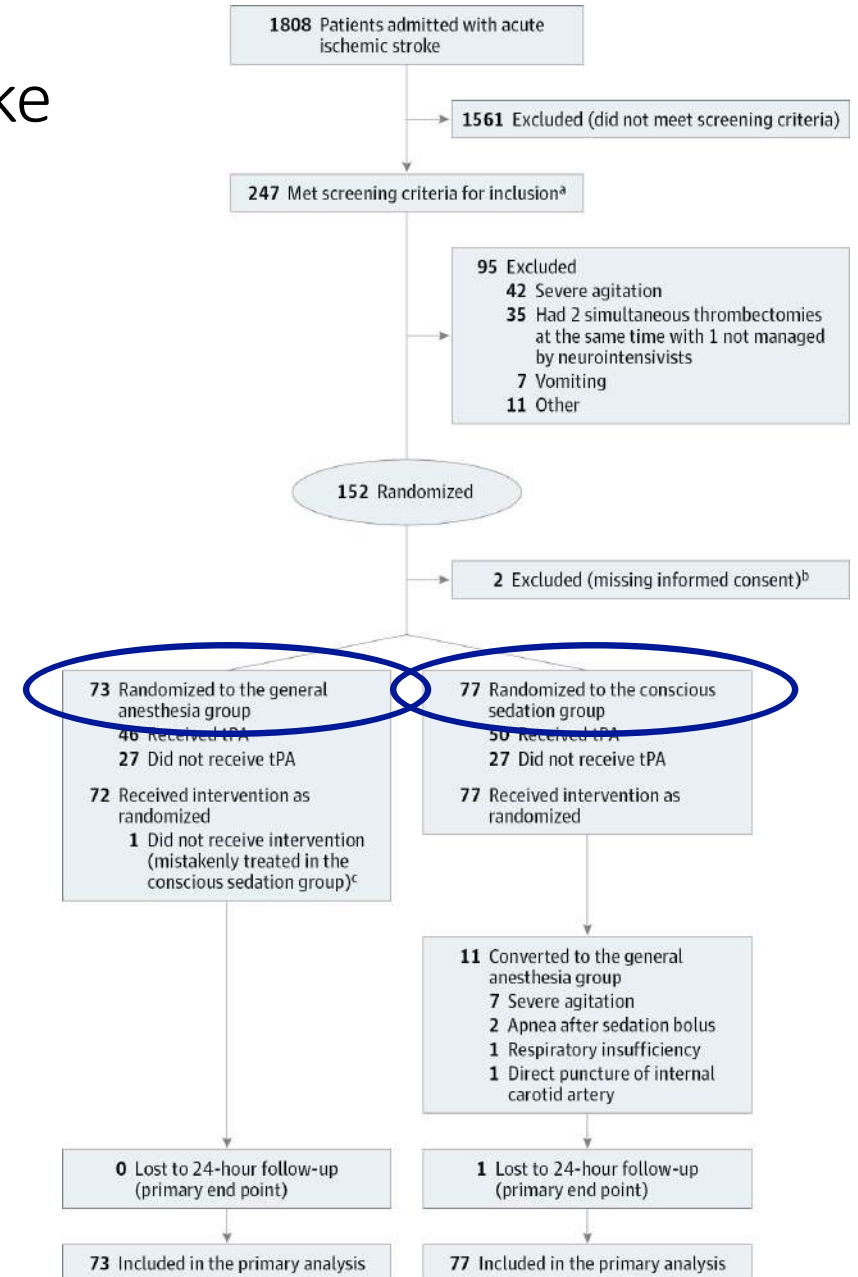 ke
1808 Patients admitted with acute
ischemic stroke
1561 Excluded (did not meet screening criteria)
247 Met screening criteria for inclusionᵃ
95 Excluded
42 Severe agitation
35 Had 2 simultaneous thrombectomies
at the same time with 1 not managed
by neurointensivists
7 Vomiting
11 Other
152 Randomized
2 Excluded (missing informed consent)ᵇ
73 Randomized to the general
anesthesia group
46 Received tPA
27 Did not receive tPA
72 Received intervention as
randomized
1 Did not receive intervention
(mistakenly treated in the
conscious sedation group)ᶜ
77 Randomized to the conscious
sedation group
50 Received tPA
27 Did not receive tPA
77 Received intervention as
randomized
11 Converted to the general
anesthesia group
7 Severe agitation
2 Apnea after sedation bolus
1 Respiratory insufficiency
1 Direct puncture of internal
carotid artery
0 Lost to 24-hour follow-up
(primary end point)
1 Lost to 24-hour follow-up
(primary end point)
73 Included in the primary analysis
77 Included in the primary analysis